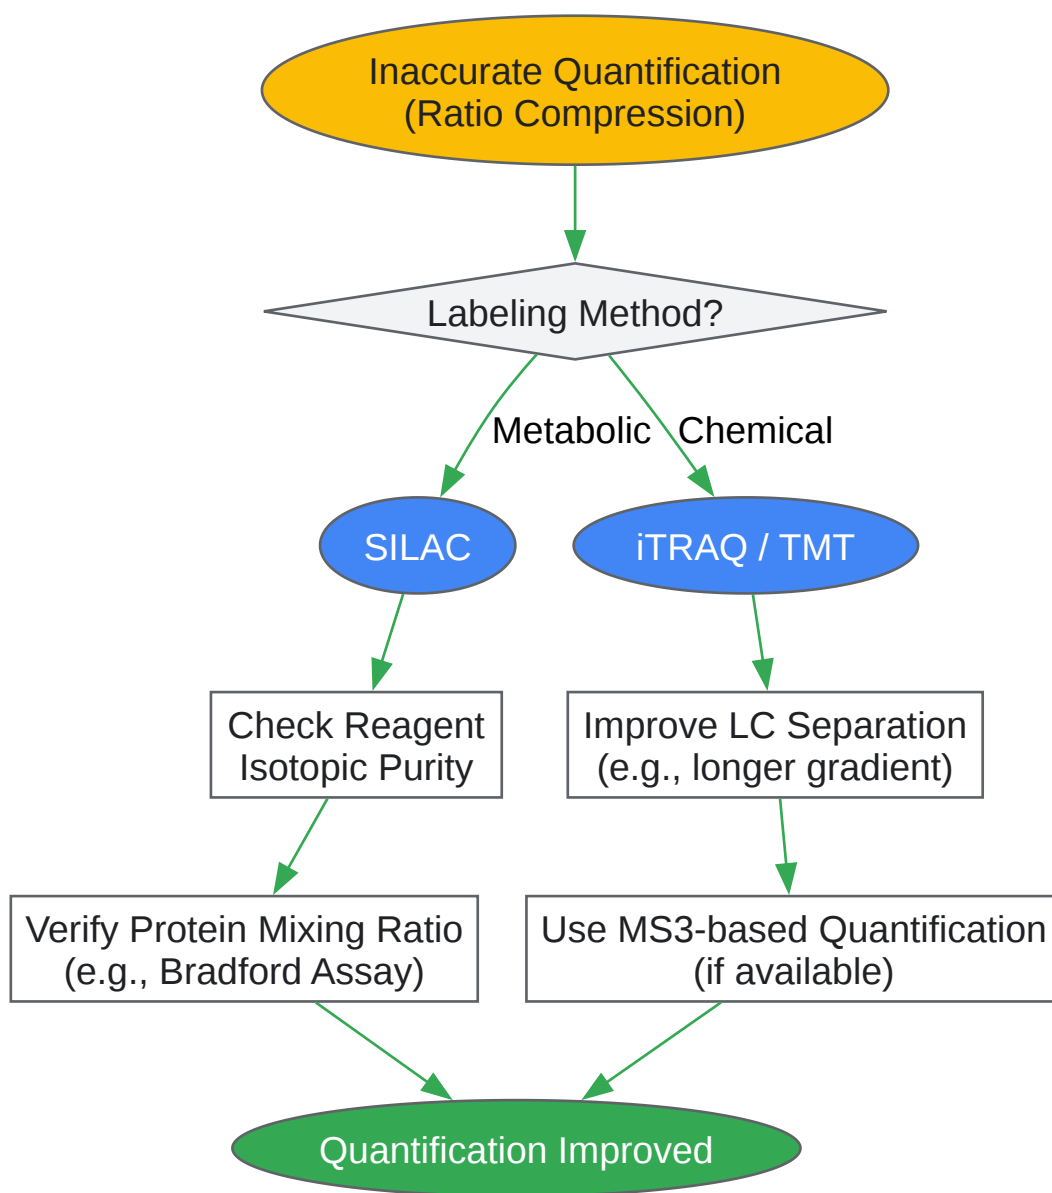 Inaccurate Quantification
(Ratio Compression)
Labeling Method?
Metabolic
Chemical
SILAC
iTRAQ / TMT
Check Reagent
Isotopic Purity
Improve LC Separation
(e.g., longer gradient)
Verify Protein Mixing Ratio
(e.g., Bradford Assay)
Use MS3-based Quantification
(if available)
Quantification Improved